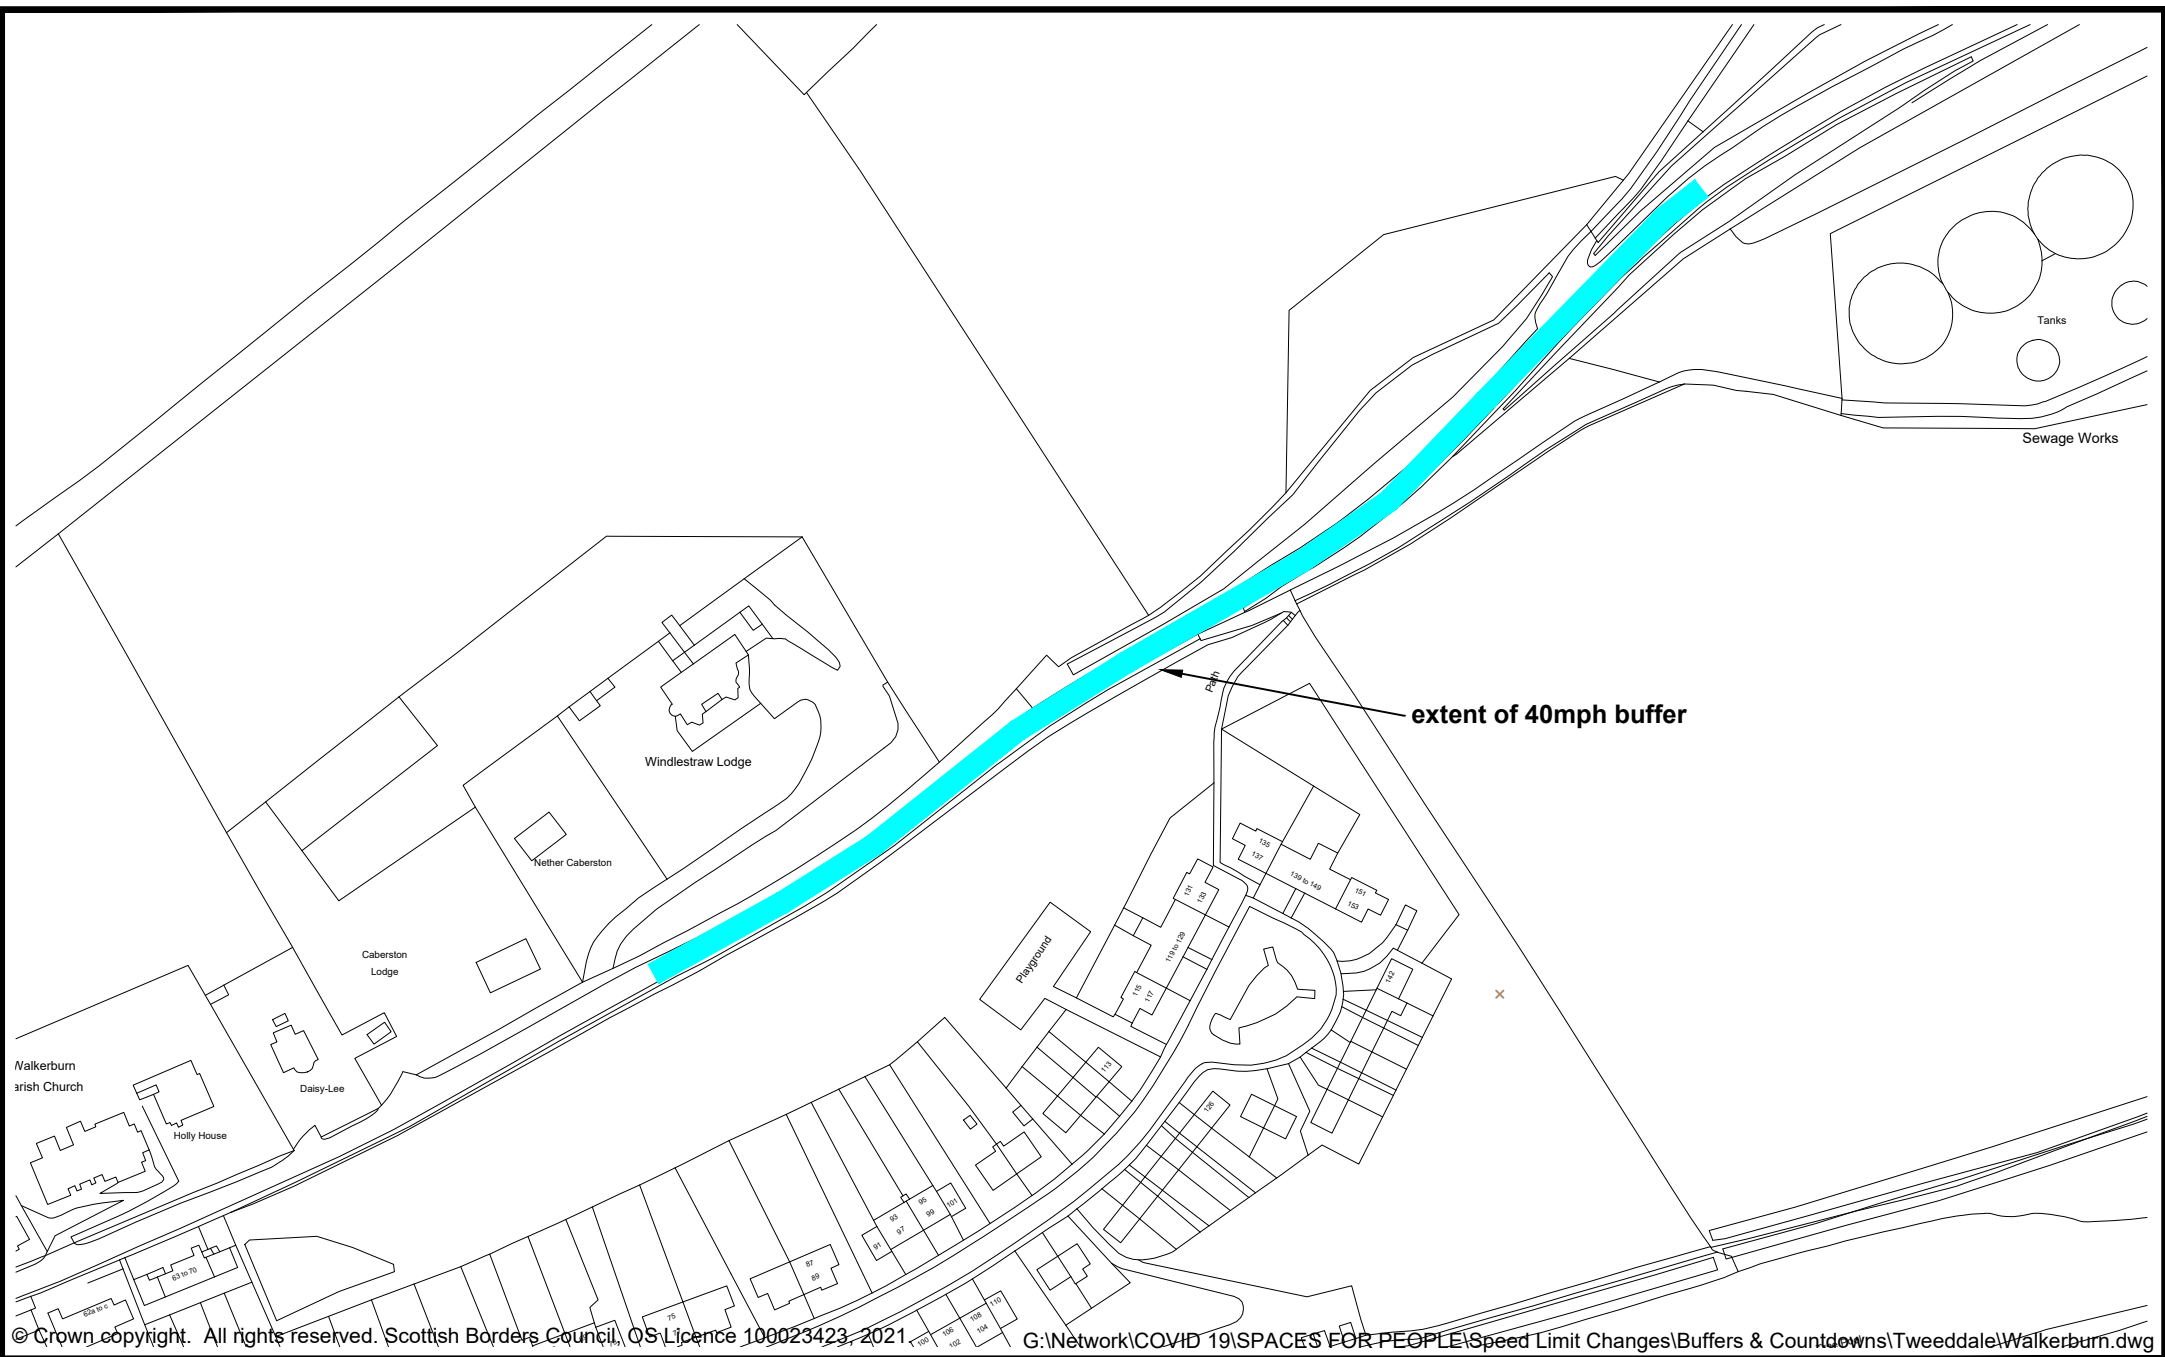 Tanks
Sewage Works
Path
extent of 40mph buffer
Windlestraw Lodge
Nether Caberston
135
137
139 to 149
151
153
131
133
119 to 129
115
117
142
Playground
Caberston
Lodge
Walkerburn
arish Church
Daisy-Lee
Holly House
113
126
93
95
97
99
101
91
87
89
75
63 to 70
62a to c
110
108
106
104
102
100
© Crown copyright. All rights reserved. Scottish Borders Council, OS Licence 100023423, 2021.
G:\Network\COVID 19\SPACES FOR PEOPLE\Speed Limit Changes\Buffers & Countdowns\Tweeddale\Walkerburn.dwg